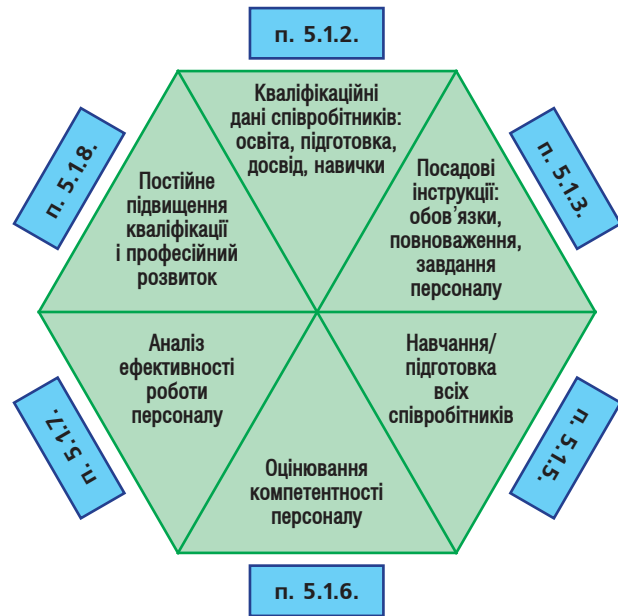 п. 5.1.2.
Кваліфікаційні
дані співробітників:
освіта, підготовка,
досвід, навички
п. 5.1.3.
Посадові
інструкції:
обов’язки,
повноваження,
завдання
персоналу
п. 5.1.5.
Навчання/
підготовка
всіх
співробітників
п. 5.1.6.
Оцінювання
компетентності
персоналу
п. 5.1.7.
Аналіз
ефективності
роботи
персоналу
п. 5.1.8.
Постійне
підвищення
кваліфікації
і професійний
розвиток